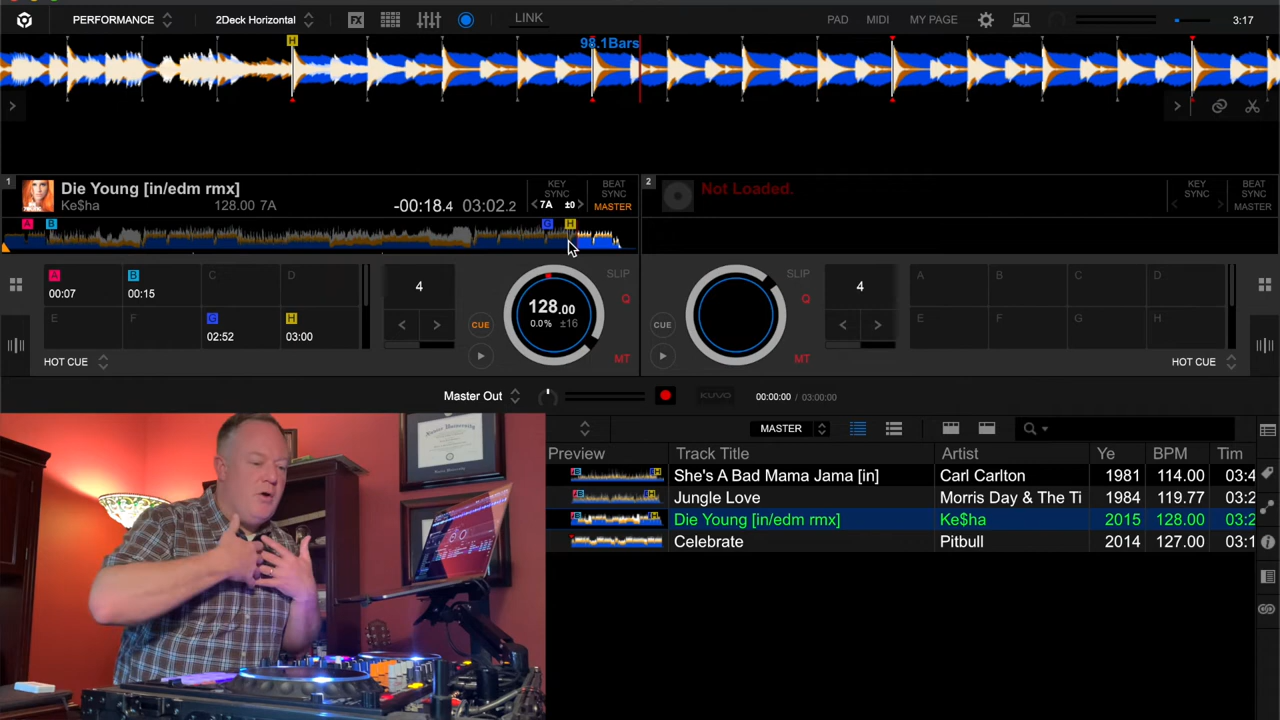 PERFORMANCE 2Deck Horizontal FX LINK PAD MIDI MY PAGE 3:17
H 98.1Bars
1 Die Young [in/edm rmx] KEY SYNC BEAT SYNC 2 Not Loaded. KEY SYNC BEAT SYNC
Ke$ha 128.00 7A -00:18.4 03:02.2 7A ±0 MASTER MASTER
A B G H
A B C D 4 SLIP SLIP 4 A B C D
00:07 00:15 128.00 Q Q
E F G H 0.0% ±16 CUE CUE E F G H
02:52 03:00
HOT CUE MT MT HOT CUE
Master Out KUVO 00:00:00 / 03:00:00
MASTER
Preview Track Title Artist Ye BPM Tim
She's A Bad Mama Jama [in] Carl Carlton 1981 114.00 03:4
Jungle Love Morris Day & The Ti 1984 119.77 03:2
Die Young [in/edm rmx] Ke$ha 2015 128.00 03:2
Celebrate Pitbull 2014 127.00 03:1